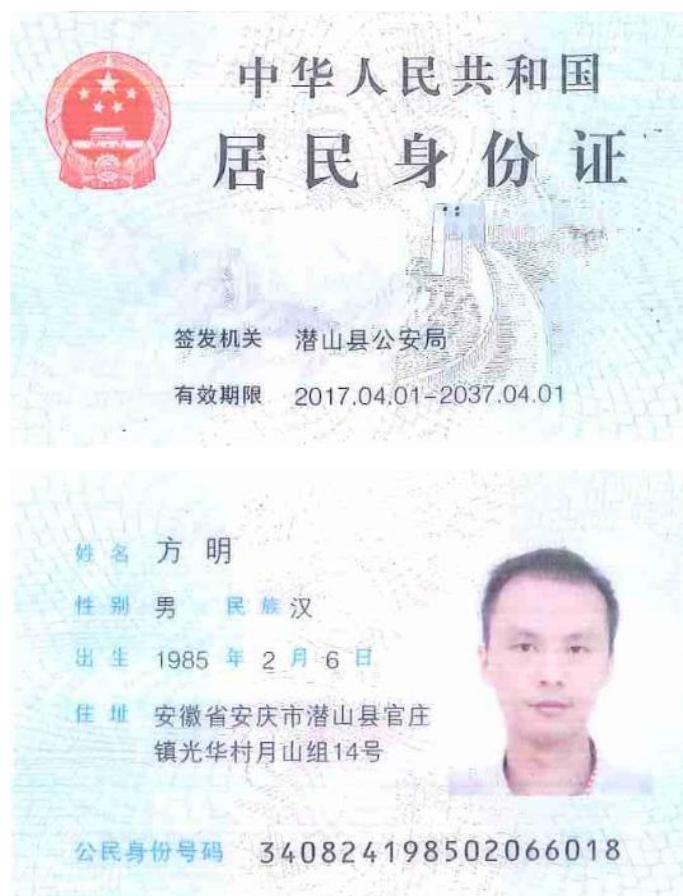 中华人民共和国
居民身份证
签发机关 潜山县公安局
有效期限 2017.04.01-2037.04.01
姓名 方明
性别 男 民族 汉
出生 1985 年 2 月 6 日
住址 安徽省安庆市潜山县官庄
镇光华村月山组14号
公民身份号码 340824198502066018